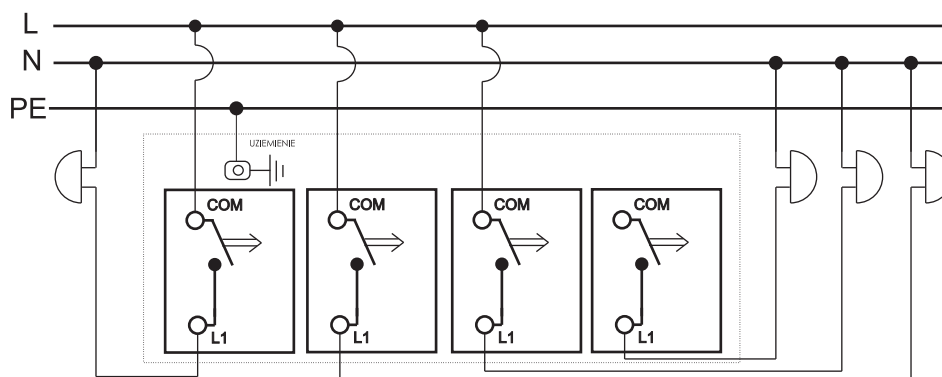 L
N
PE
UZIEMIENIE
COM COM COM COM
L1 L1 L1 L1